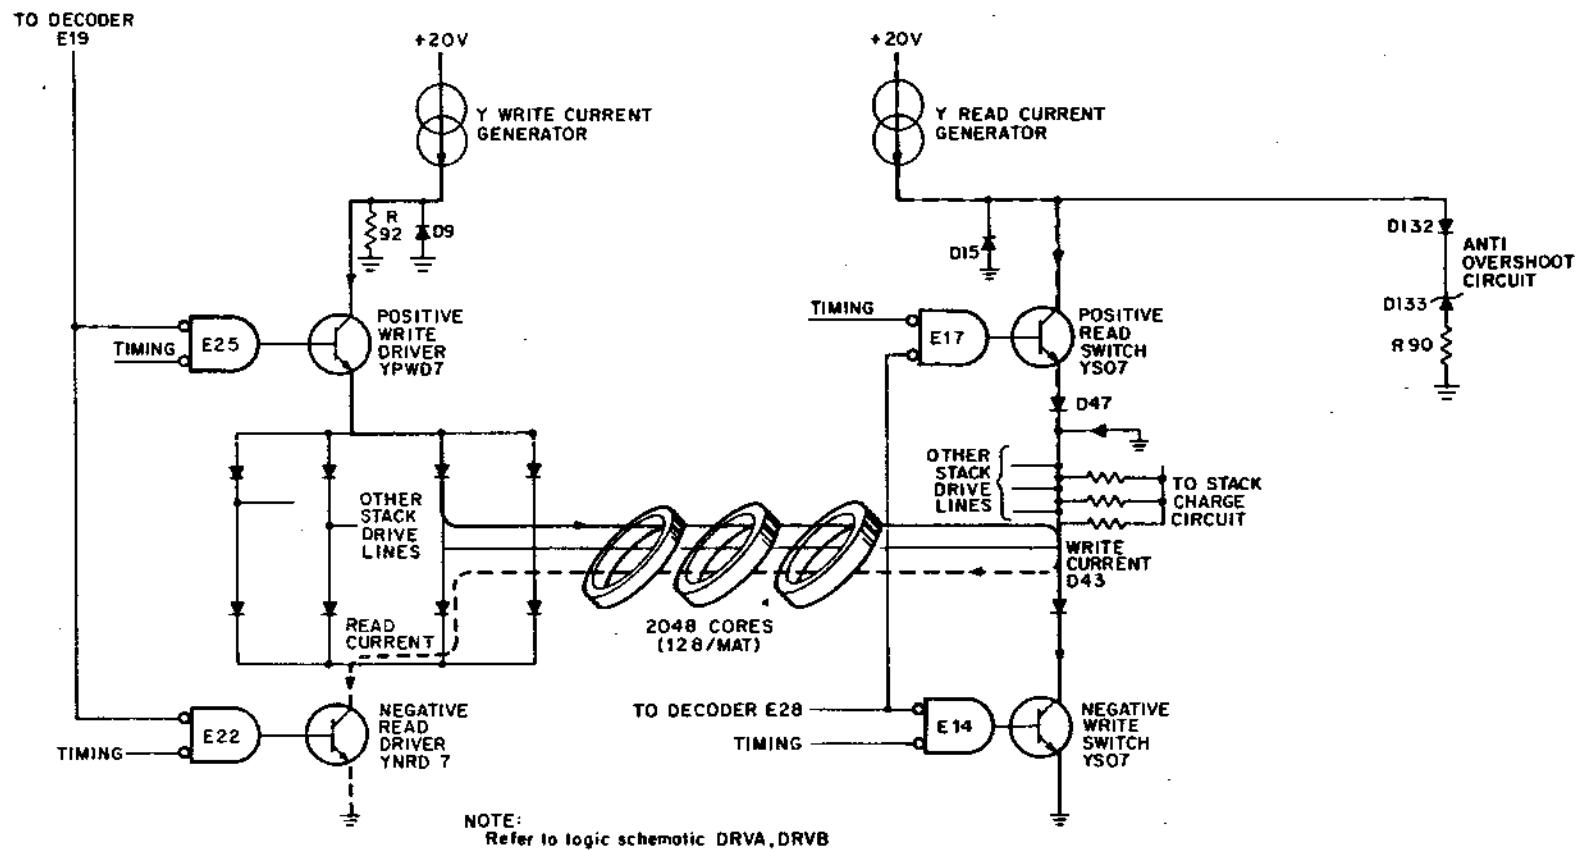 TO DECODER
E19
+20V
Y WRITE CURRENT
GENERATOR
+20V
Y READ CURRENT
GENERATOR
R
92
D9
D15
D132
ANTI
OVERSHOOT
CIRCUIT
D133
R90
TIMING
E25
POSITIVE
WRITE
DRIVER
YPWD7
TIMING
E17
POSITIVE
READ
SWITCH
YS07
D47
OTHER
STACK
DRIVE
LINES
OTHER
STACK
DRIVE
LINES
TO STACK
CHARGE
CIRCUIT
WRITE
CURRENT
D43
2048 CORES
(128/MAT)
READ
CURRENT
E22
TIMING
NEGATIVE
READ
DRIVER
YNRD 7
TO DECODER E28
TIMING
E14
NEGATIVE
WRITE
SWITCH
YS07
NOTE:
Refer to logic schematic DRVA, DRVB